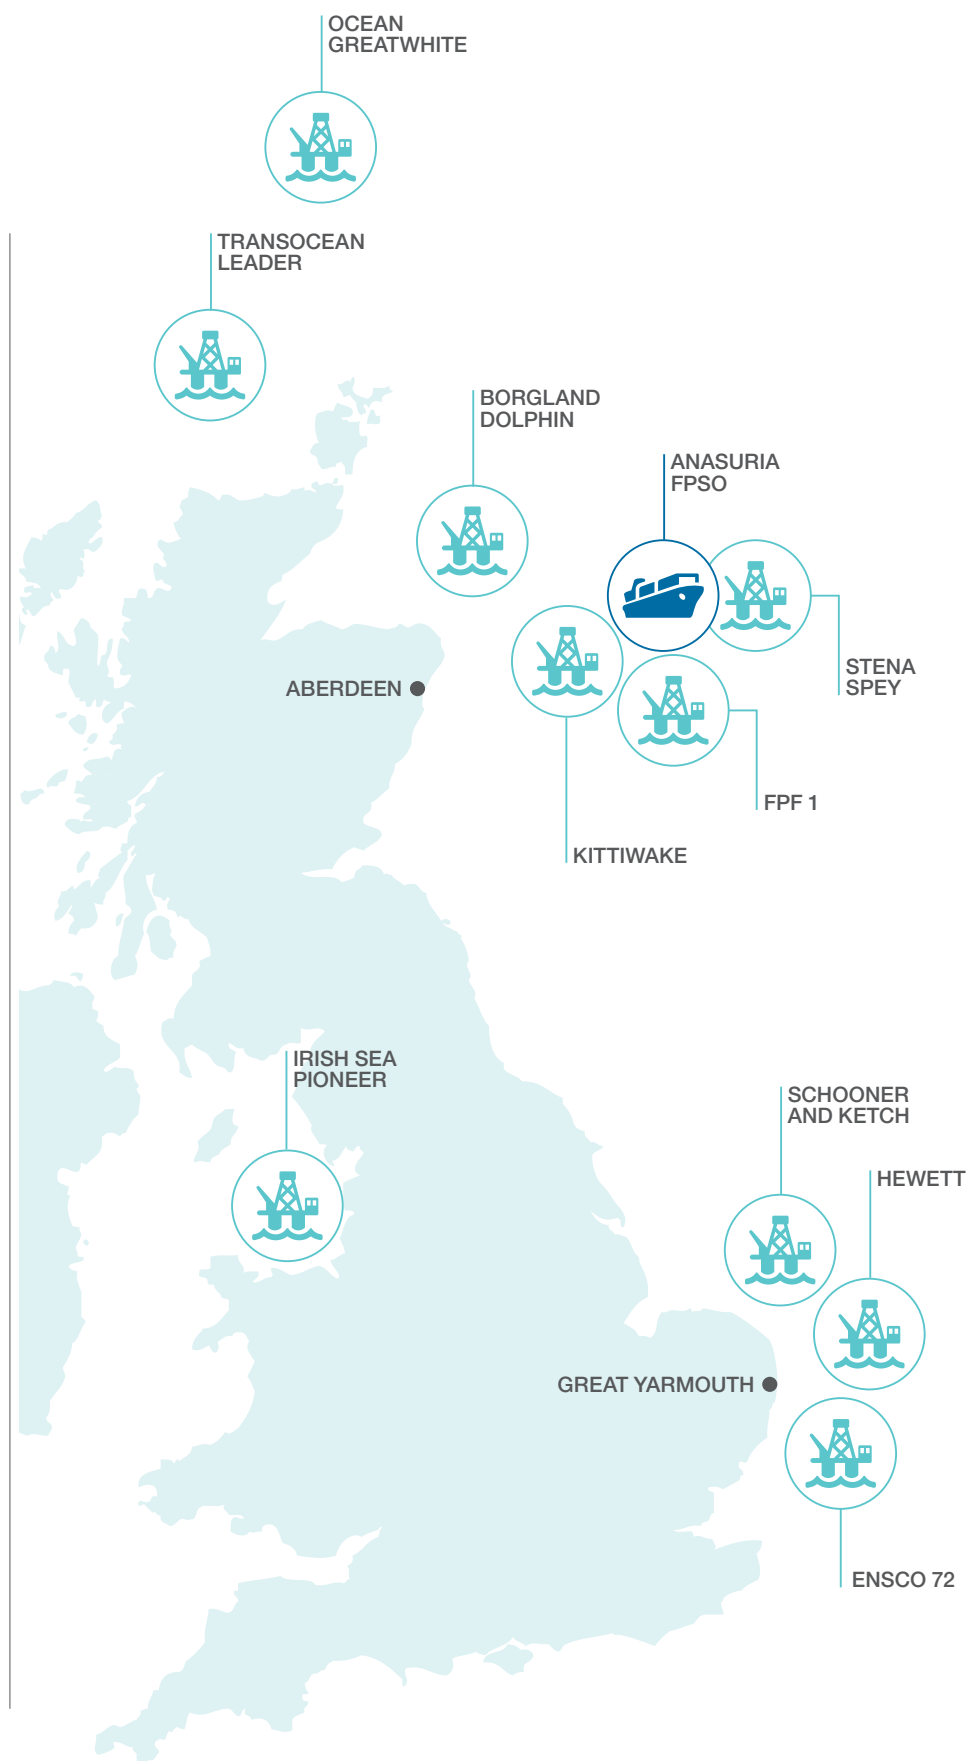 OCEAN
GREATWHITE
TRANSOCEAN
LEADER
BORGLAND
DOLPHIN
ANASURIA
FPSO
STENA
SPEY
ABERDEEN
FPF 1
KITTIWAKE
IRISH SEA
PIONEER
SCHOONER
AND KETCH
HEWETT
GREAT YARMOUTH
ENSCO 72